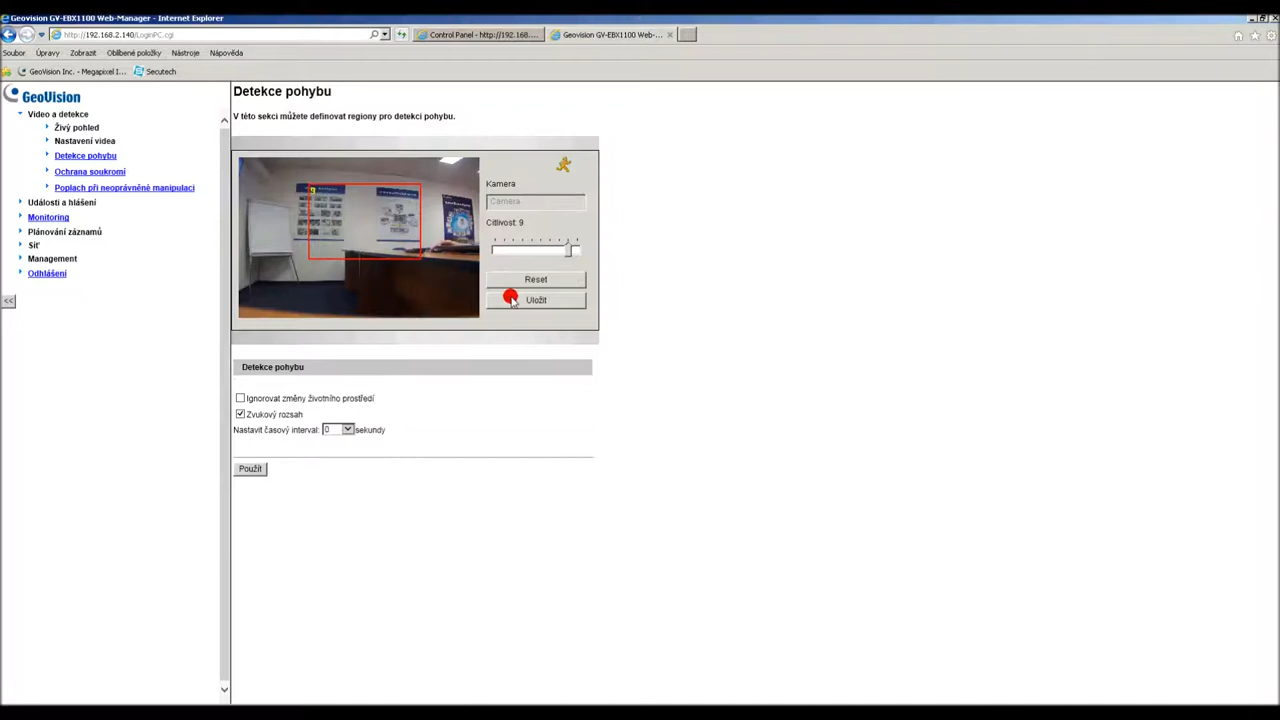 Geovision GV-EBX1100 Web-Manager - Internet Explorer
http://192.168.2.140/LoginPC.cgi
Control Panel - http://192.168....
Geovision GV-EBX1100 Web-...
Soubor Úpravy Zobrazit Oblíbené položky Nástroje Nápověda
GeoVision Inc. - Megapixel I...
Secutech
GeoVision
Video a detekce
Živý pohled
Nastavení videa
Detekce pohybu
Ochrana soukromí
Poplach při neoprávněné manipulaci
Události a hlášení
Monitoring
Plánování záznamů
Síť
Management
Odhlášení
<<
Detekce pohybu
V této sekci můžete definovat regiony pro detekci pohybu.
9
Kamera
Camera
Citlivost: 9
Reset
Uložit
Detekce pohybu
Ignorovat změny životního prostředí
Zvukový rozsah
Nastavit časový interval: 0 sekundy
Použít